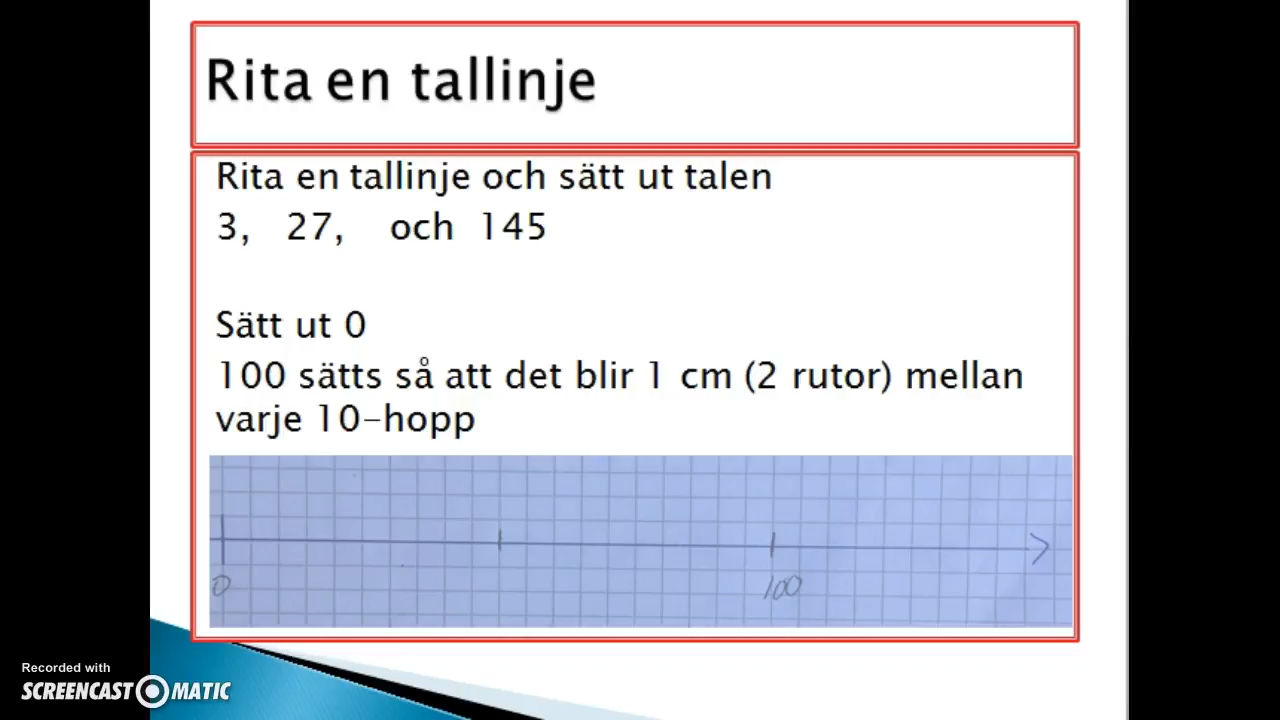 Rita en tallinje
Rita en tallinje och sätt ut talen
3, 27, och 145
Sätt ut 0
100 sätts så att det blir 1 cm (2 rutor) mellan
varje 10-hopp
0 100
Recorded with
SCREENCAST MATIC